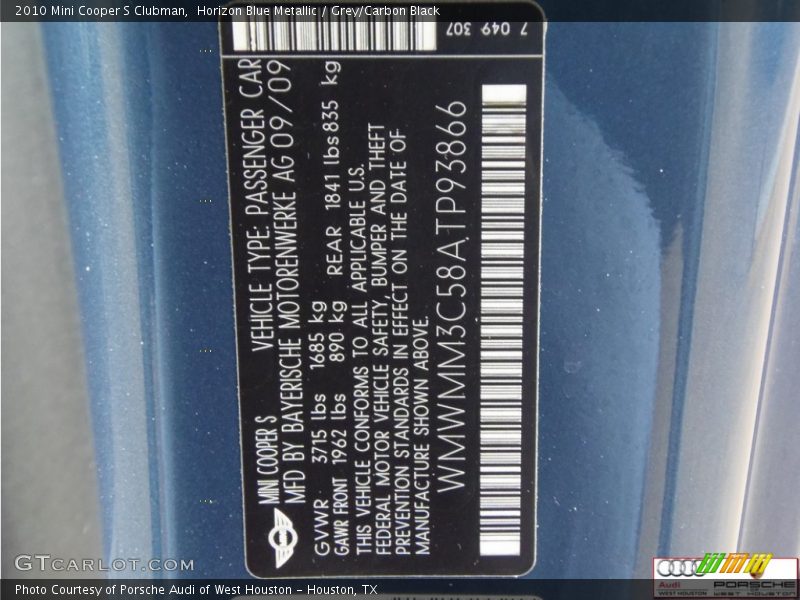 2010 Mini Cooper S Clubman,  Horizon Blue Metallic / Grey/Carbon Black
7 049 307
MINI COOPER S VEHICLE TYPE: PASSENGER CAR
MFD BY BAYERISCHE MOTORENWERKE AG 09/09
GVWR 3715 lbs 1685 kg
GAWR FRONT 1962 lbs 890 kg REAR 1841 lbs 835 kg
THIS VEHICLE CONFORMS TO ALL APPLICABLE U.S.
FEDERAL MOTOR VEHICLE SAFETY, BUMPER AND THEFT
PREVENTION STANDARDS IN EFFECT ON THE DATE OF
MANUFACTURE SHOWN ABOVE.
WMWMM3C58ATP93866
GTcarlot.com
Audi PORSCHE
WEST HOUSTON WEST HOUSTON
Photo Courtesy of Porsche Audi of West Houston - Houston, TX